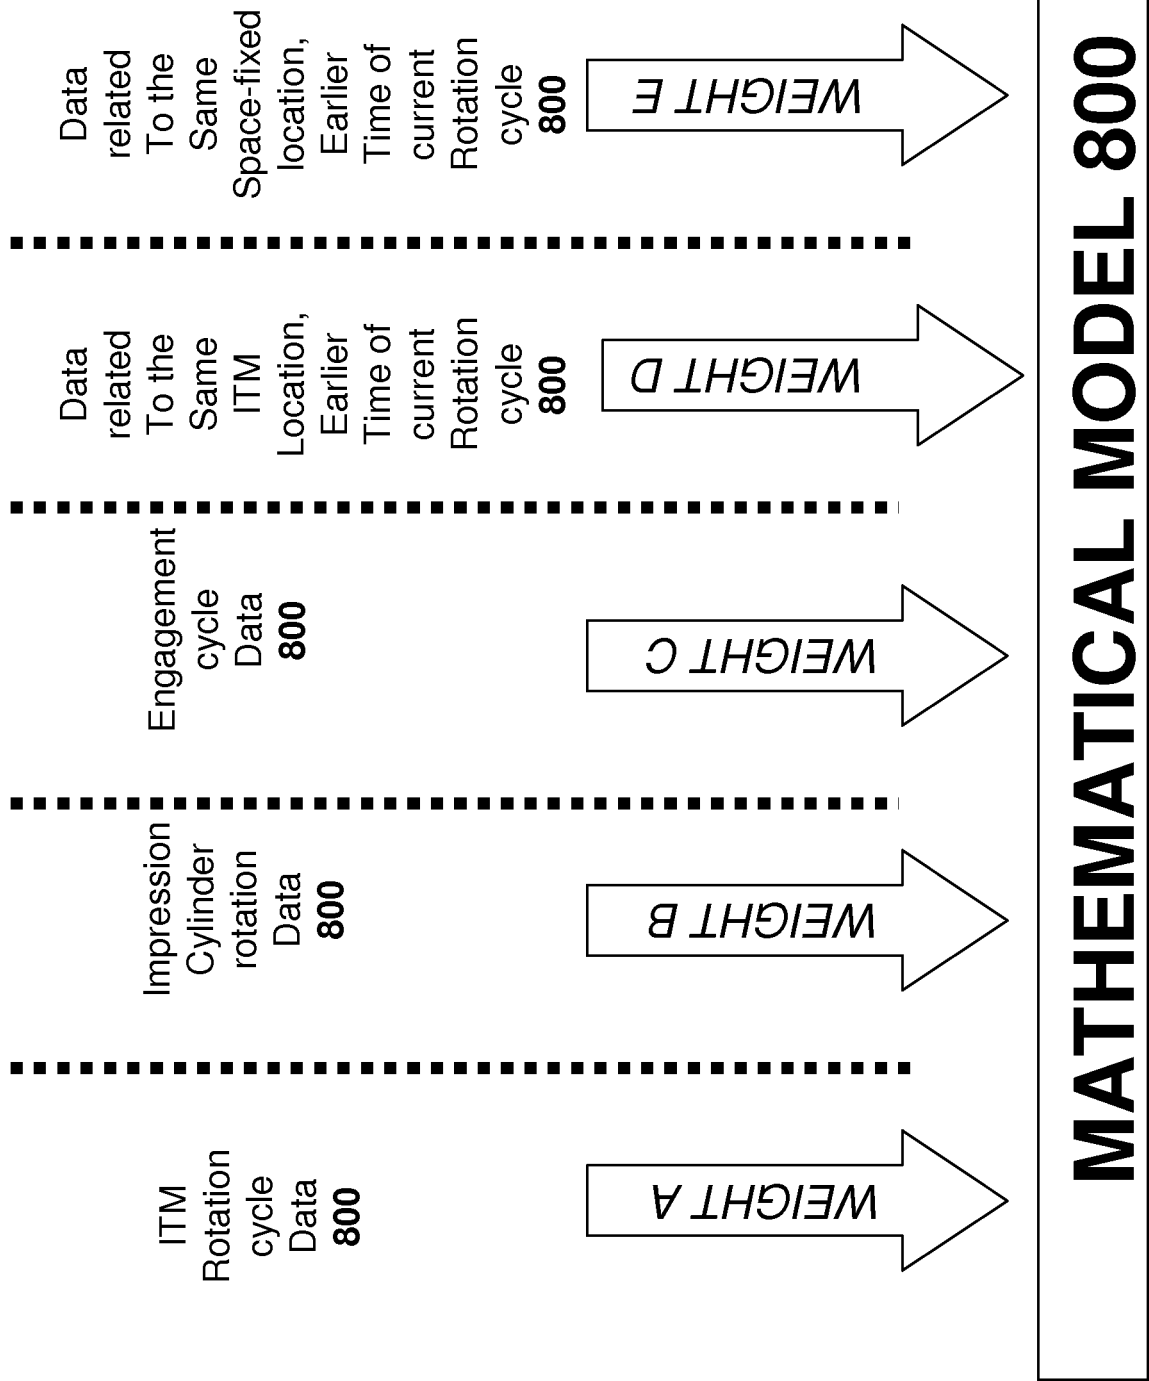 ITM
Rotation
cycle
Data
800
WEIGHT A
Impression
Cylinder
rotation
Data
800
WEIGHT B
Engagement
cycle
Data
800
WEIGHT C
Data
related
To the
Same
ITM
Location,
Earlier
Time of
current
Rotation
cycle
800
WEIGHT D
Data
related
To the
Same
Space-fixed
location,
Earlier
Time of
current
Rotation
cycle
800
WEIGHT E
MATHEMATICAL MODEL 800